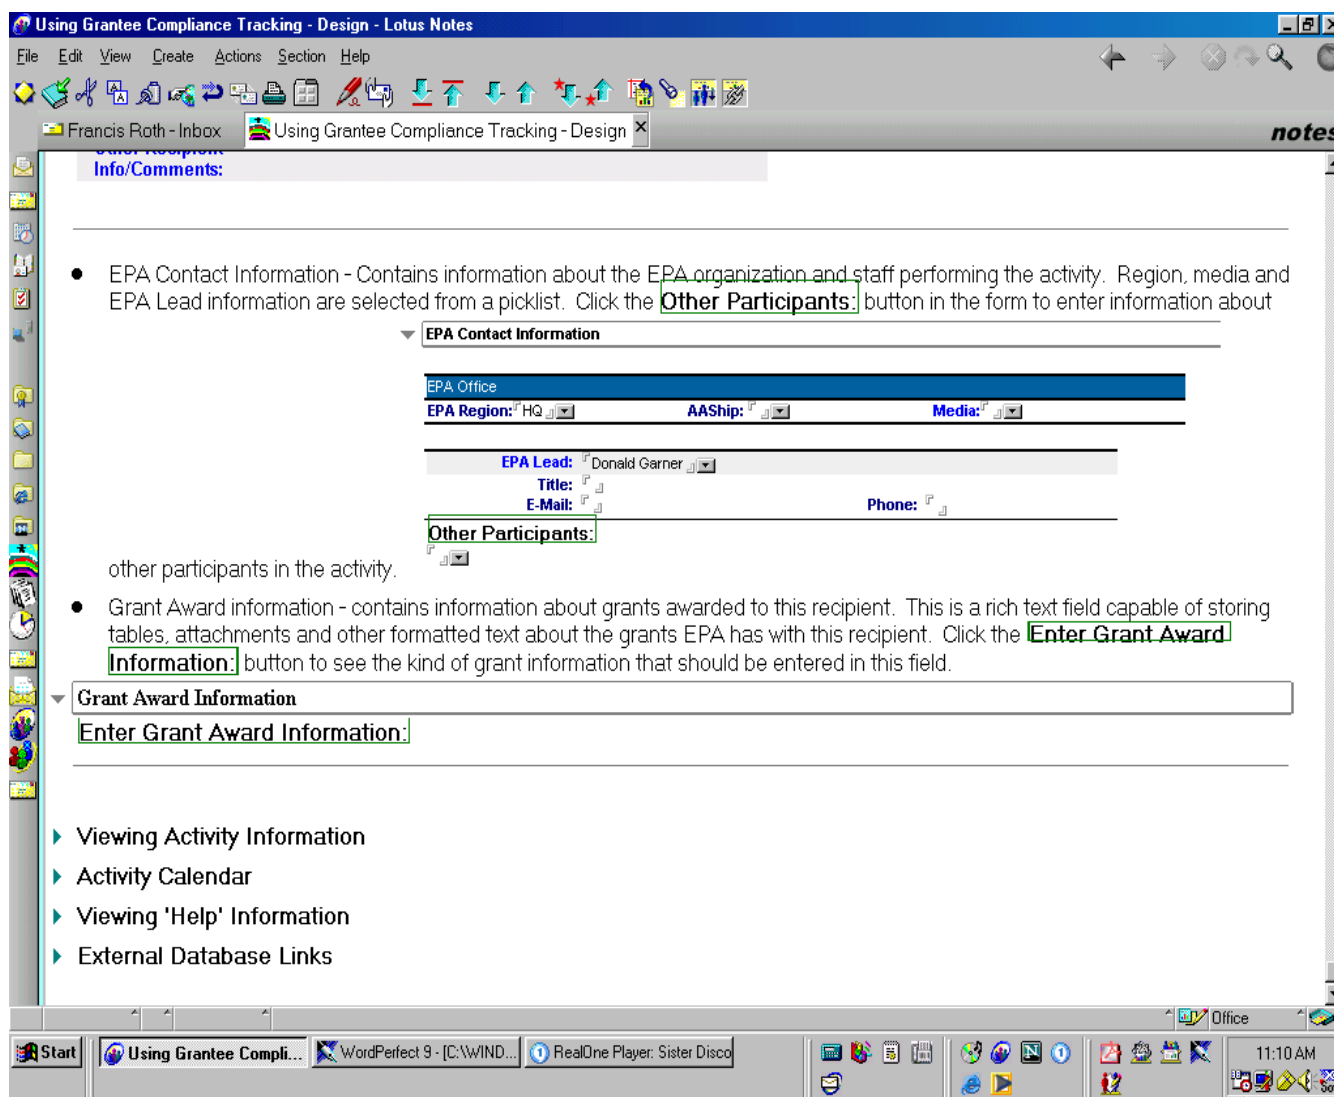 Using Grantee Compliance Tracking - Design - Lotus Notes
File Edit View Create Actions Section Help
Francis Roth - Inbox Using Grantee Compliance Tracking - Design
notes
Other Recipient
Info/Comments:
EPA Contact Information - Contains information about the EPA organization and staff performing the activity. Region, media and
EPA Lead information are selected from a picklist. Click the Other Participants: button in the form to enter information about
EPA Contact Information
EPA Office
EPA Region: HQ AAShip: Media:
EPA Lead: Donald Garner
Title:
E-Mail: Phone:
Other Participants:
other participants in the activity.
Grant Award information - contains information about grants awarded to this recipient. This is a rich text field capable of storing
tables, attachments and other formatted text about the grants EPA has with this recipient. Click the Enter Grant Award
Information: button to see the kind of grant information that should be entered in this field.
Grant Award Information
Enter Grant Award Information:
Viewing Activity Information
Activity Calendar
Viewing 'Help' Information
External Database Links
Office
Start Using Grantee Compli... WordPerfect 9 - [C:\WIND... RealOne Player: Sister Disco 11:10 AM